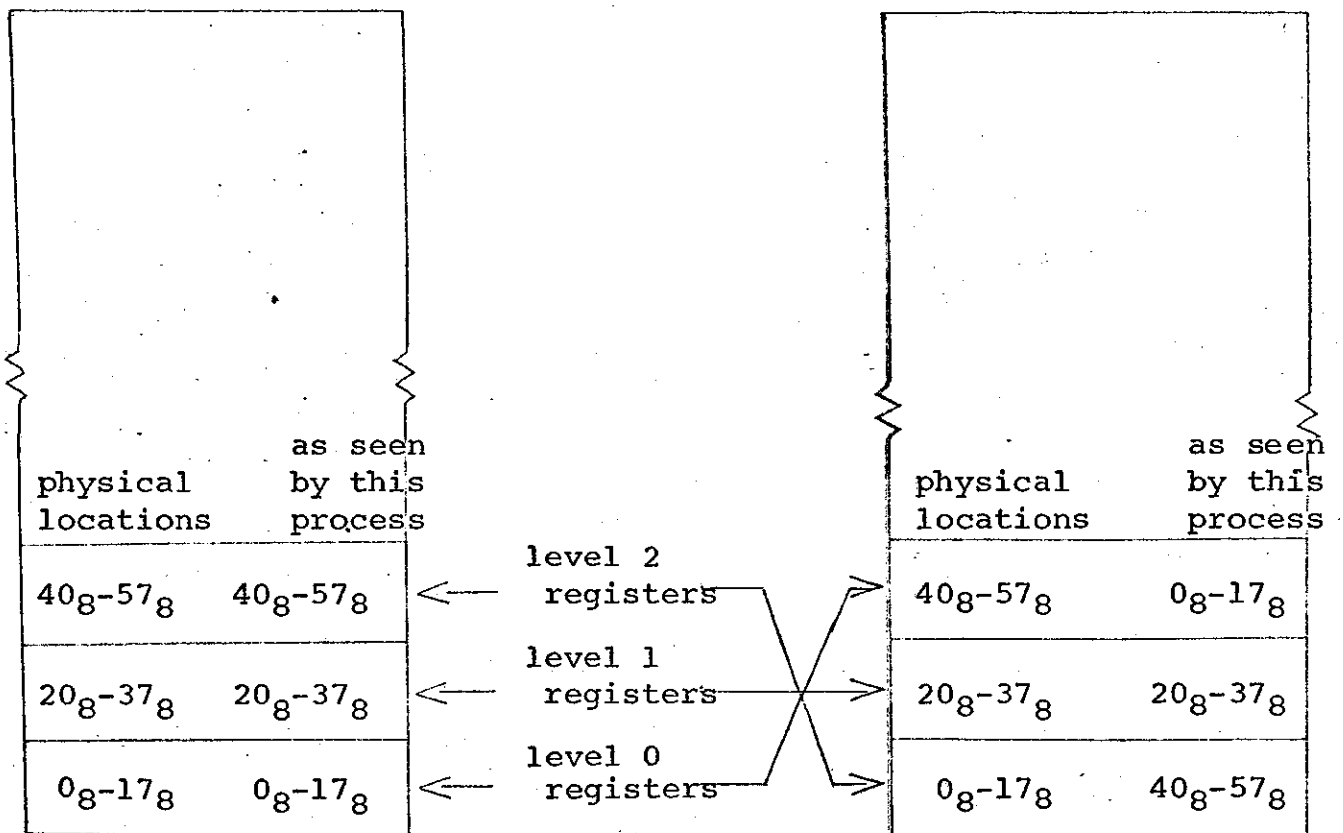 as seen
physical by this
locations process
40₈-57₈ 40₈-57₈
20₈-37₈ 20₈-37₈
0₈-17₈ 0₈-17₈
level 2
registers
level 1
registers
level 0
registers
as seen
physical by this
locations process
40₈-57₈ 0₈-17₈
20₈-37₈ 20₈-37₈
0₈-17₈ 40₈-57₈